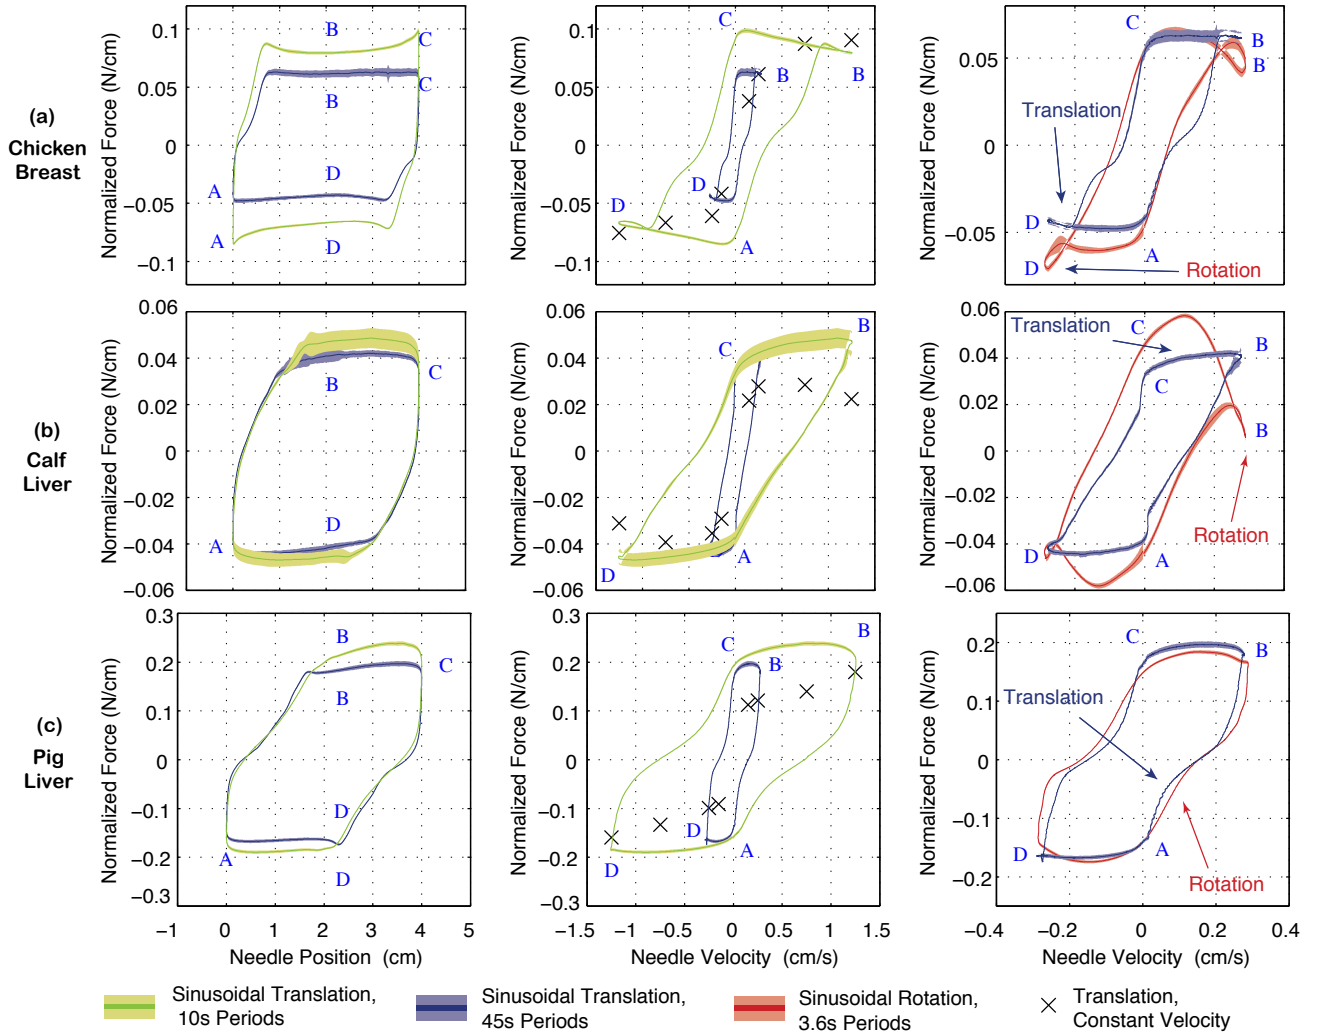 (a)
Chicken
Breast
Normalized Force (N/cm)
0.1
0.05
0
−0.05
−0.1
B
C
C
B
D
A
A
D
Normalized Force (N/cm)
0.1
0.05
0
−0.05
−0.1
C
B
B
D
D
A
Normalized Force (N/cm)
0.05
0
−0.05
C
B
B
Translation
D
A
D
Rotation
(b)
Calf
Liver
Normalized Force (N/cm)
0.06
0.04
0.02
0
−0.02
−0.04
−0.06
B
C
D
A
Normalized Force (N/cm)
0.06
0.04
0.02
0
−0.02
−0.04
−0.06
B
C
A
D
Normalized Force (N/cm)
0.06
0.04
0.02
0
−0.02
−0.04
−0.06
Translation
C
B
C
B
Rotation
D
A
(c)
Pig
Liver
Normalized Force (N/cm)
0.3
0.2
0.1
0
−0.1
−0.2
−0.3
B
C
B
D
A
D
−1 0 1 2 3 4 5
Needle Position (cm)
Normalized Force (N/cm)
0.3
0.2
0.1
0
−0.1
−0.2
−0.3
B
C
B
D
A
D
−1.5 −1 −0.5 0 0.5 1 1.5
Needle Velocity (cm/s)
Normalized Force (N/cm)
0.2
0.1
0
−0.1
−0.2
C
B
Translation
D
A
Rotation
−0.4 −0.2 0 0.2 0.4
Needle Velocity (cm/s)
Sinusoidal Translation,
10s Periods
Sinusoidal Translation,
45s Periods
Sinusoidal Rotation,
3.6s Periods
Translation,
Constant Velocity